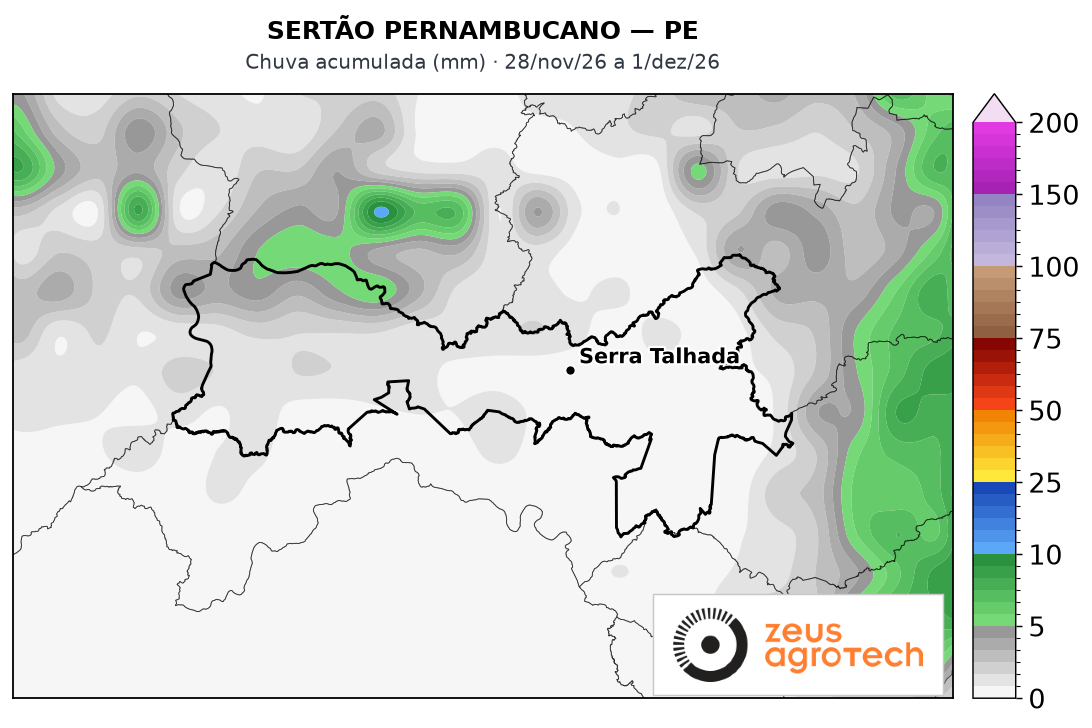 SERTÃO PERNAMBUCANO — PE
Chuva acumulada (mm) · 28/nov/26 a 1/dez/26
200
150
100
75
50
25
10
5
0
Serra Talhada
zeus
agrotech